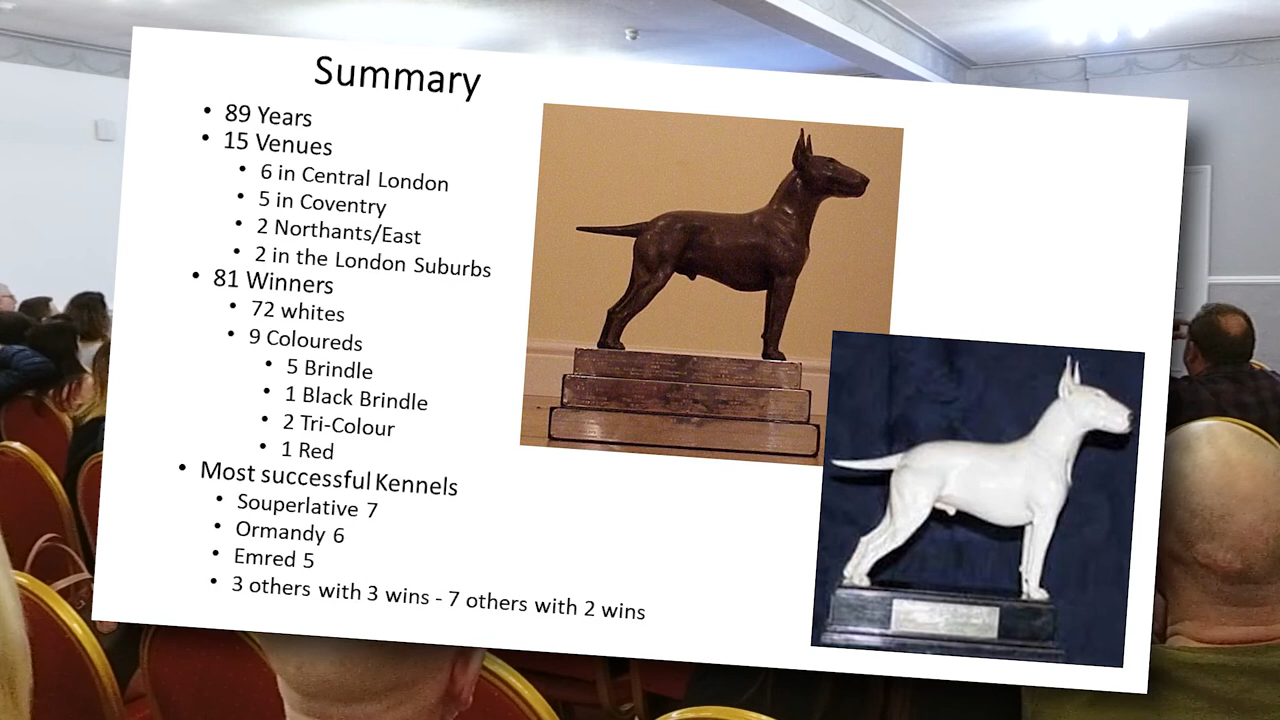 Summary
• 89 Years
• 15 Venues
• 6 in Central London
• 5 in Coventry
• 2 Northants/East
• 2 in the London Suburbs
• 81 Winners
• 72 whites
• 9 Coloureds
• 5 Brindle
• 1 Black Brindle
• 2 Tri-Colour
• 1 Red
• Most successful Kennels
• Souperlative 7
• Ormandy 6
• Emred 5
• 3 others with 3 wins - 7 others with 2 wins